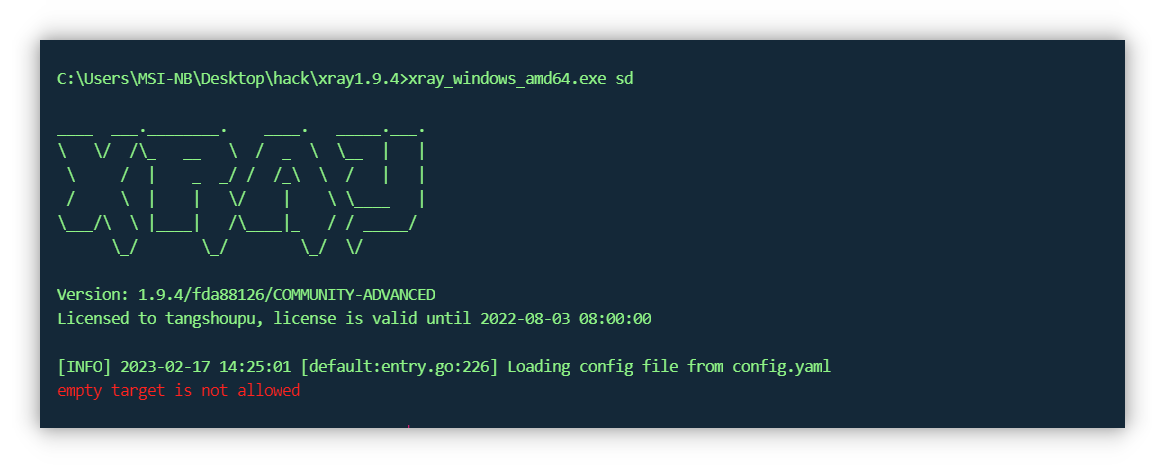 C:\Users\MSI-NB\Desktop\hack\xray1.9.4>xray_windows_amd64.exe sd
____  ___.________.    ____.   _____.___.
\   \/  /\_   __   \  /  _  \  \__  |   |
 \     /  |    _  _/ /  /_\  \  /   |   |
 /     \  |    |   \/    |    \ \____   |
\___/\  \ |____|   /\____|_   / / _____/
      \_/       \_/        \_/  \/
Version: 1.9.4/fda88126/COMMUNITY-ADVANCED
Licensed to tangshoupu, license is valid until 2022-08-03 08:00:00
[INFO] 2023-02-17 14:25:01 [default:entry.go:226] Loading config file from config.yaml
empty target is not allowed